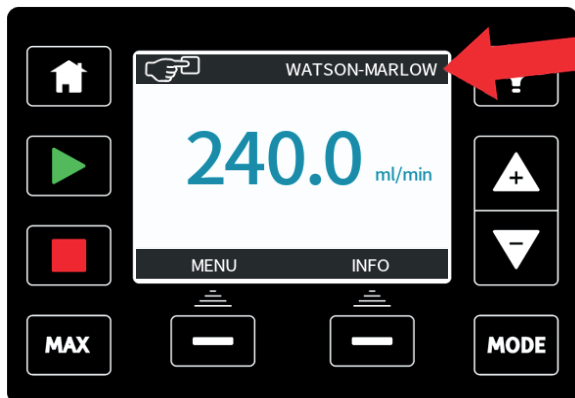 WATSON-MARLOW
240.0 ml/min
+
-
MENU INFO
MAX
MODE